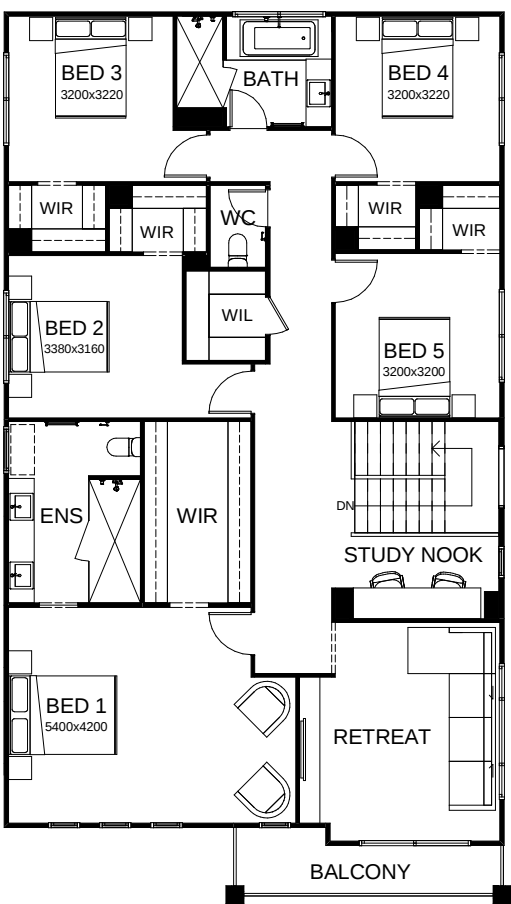 BED 3
3200x3220
BATH
BED 4
3200x3220
WIR
WIR
WC
WIR
WIR
WIL
BED 2
3380x3160
BED 5
3200x3200
ENS
WIR
DN
STUDY NOOK
BED 1
5400x4200
RETREAT
BALCONY